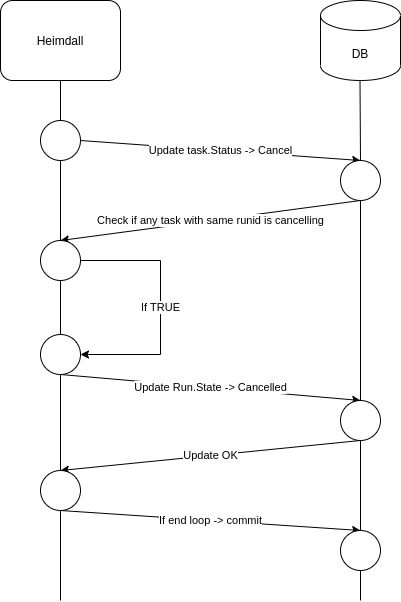 Heimdall
DB
Update task.Status -> Cancel
Check if any task with same runid is cancelling
If TRUE
Update Run.State -> Cancelled
Update OK
If end loop -> commit